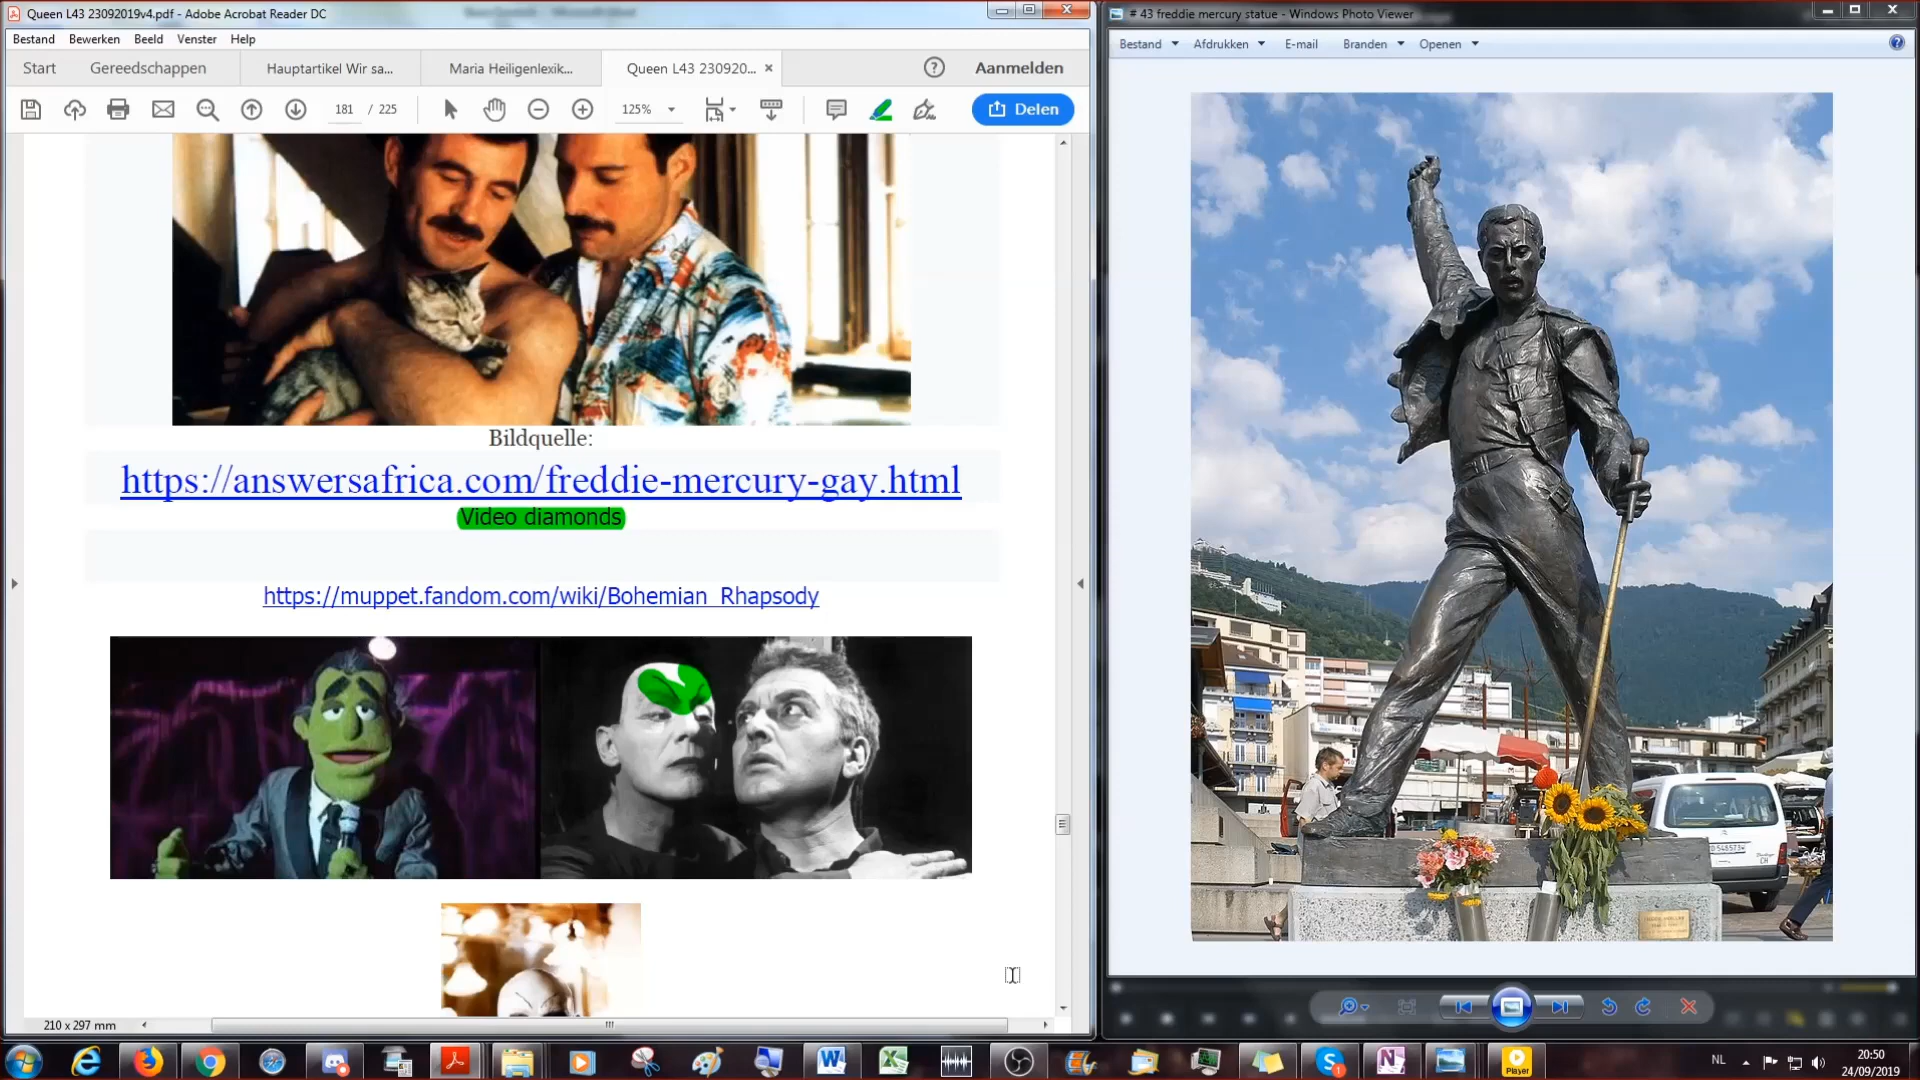 Queen L43 23092019v4.pdf - Adobe Acrobat Reader DC
Bestand Bewerken Beeld Venster Help
Start Gereedschappen Hauptartikel Wir sa... Maria Heiligenlexik... Queen L43 230920... × Aanmelden
181 / 225 125% Delen
Bildquelle:
https://answersafrica.com/freddie-mercury-gay.html
Video diamonds
https://muppet.fandom.com/wiki/Bohemian_Rhapsody
210 x 297 mm
# 43 freddie mercury statue - Windows Photo Viewer
Bestand Afdrukken E-mail Branden Openen
Player
NL
20:50
24/09/2019